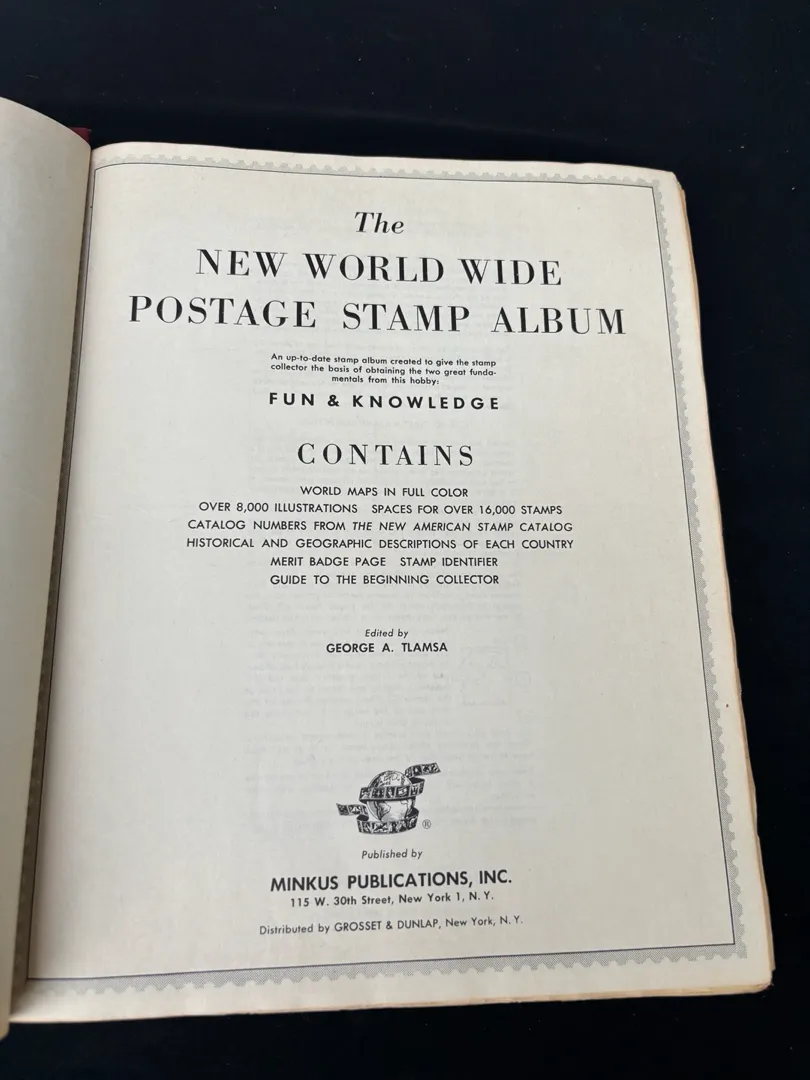 The
NEW WORLD WIDE
POSTAGE STAMP ALBUM
An up-to-date stamp album created to give the stamp
collector the basis of obtaining the two great funda-
mentals from this hobby:
FUN & KNOWLEDGE
CONTAINS
WORLD MAPS IN FULL COLOR
OVER 8,000 ILLUSTRATIONS SPACES FOR OVER 16,000 STAMPS
CATALOG NUMBERS FROM THE NEW AMERICAN STAMP CATALOG
HISTORICAL AND GEOGRAPHIC DESCRIPTIONS OF EACH COUNTRY
MERIT BADGE PAGE STAMP IDENTIFIER
GUIDE TO THE BEGINNING COLLECTOR
Edited by
GEORGE A. TLAMSA
®
Published by
MINKUS PUBLICATIONS, INC.
115 W. 30th Street, New York 1, N. Y.
Distributed by GROSSET & DUNLAP, New York, N. Y.